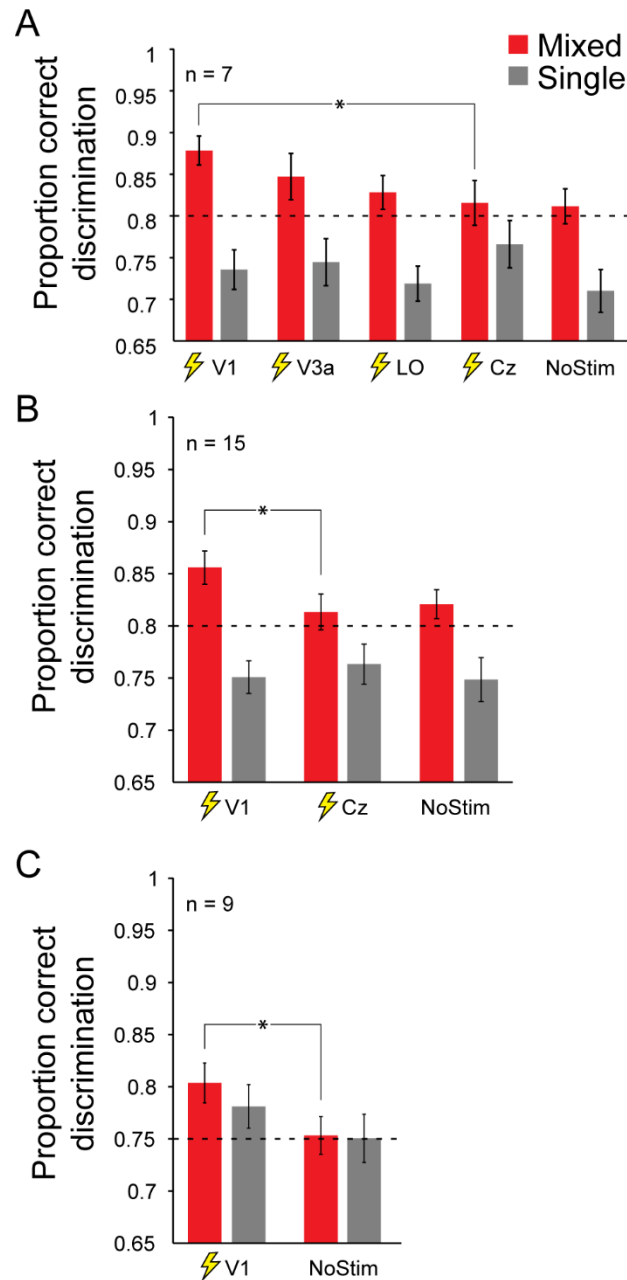 A
Mixed
Single
n = 7
*
Proportion correct
discrimination
1
0.95
0.9
0.85
0.8
0.75
0.7
0.65
V1 V3a LO Cz NoStim
B
n = 15
*
Proportion correct
discrimination
1
0.95
0.9
0.85
0.8
0.75
0.7
0.65
V1 Cz NoStim
C
n = 9
*
Proportion correct
discrimination
1
0.95
0.9
0.85
0.8
0.75
0.7
0.65
V1 NoStim